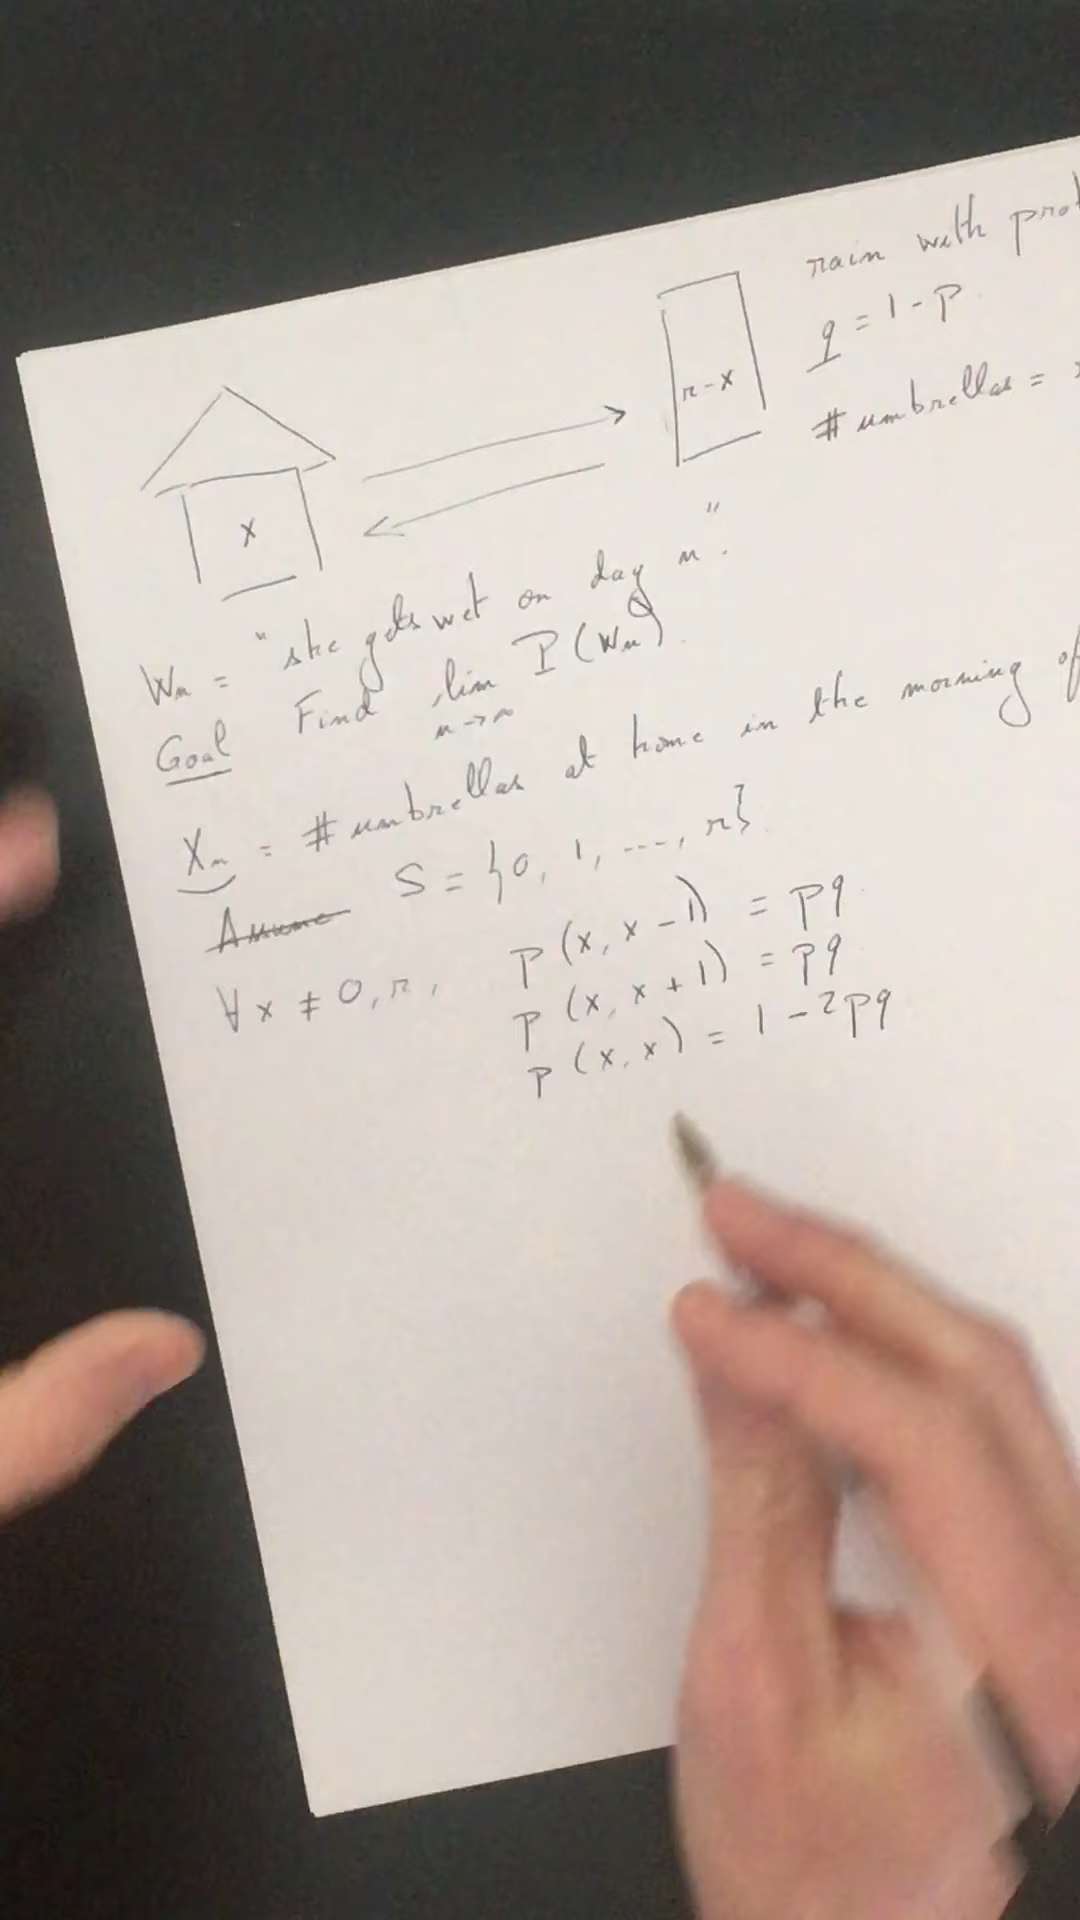 rain with
q = 1 - p
# umbrellas =
r-x
x
Wn = "she gets wet on day n".
Goal Find lim P(Wn).
n→∞
Xn = # umbrellas at home in the morning of
S = {0, 1, ..., r}.
Assume
∀x ≠ 0, r, p(x, x - 1) = pq
p(x, x + 1) = pq
p(x, x) = 1 - 2pq